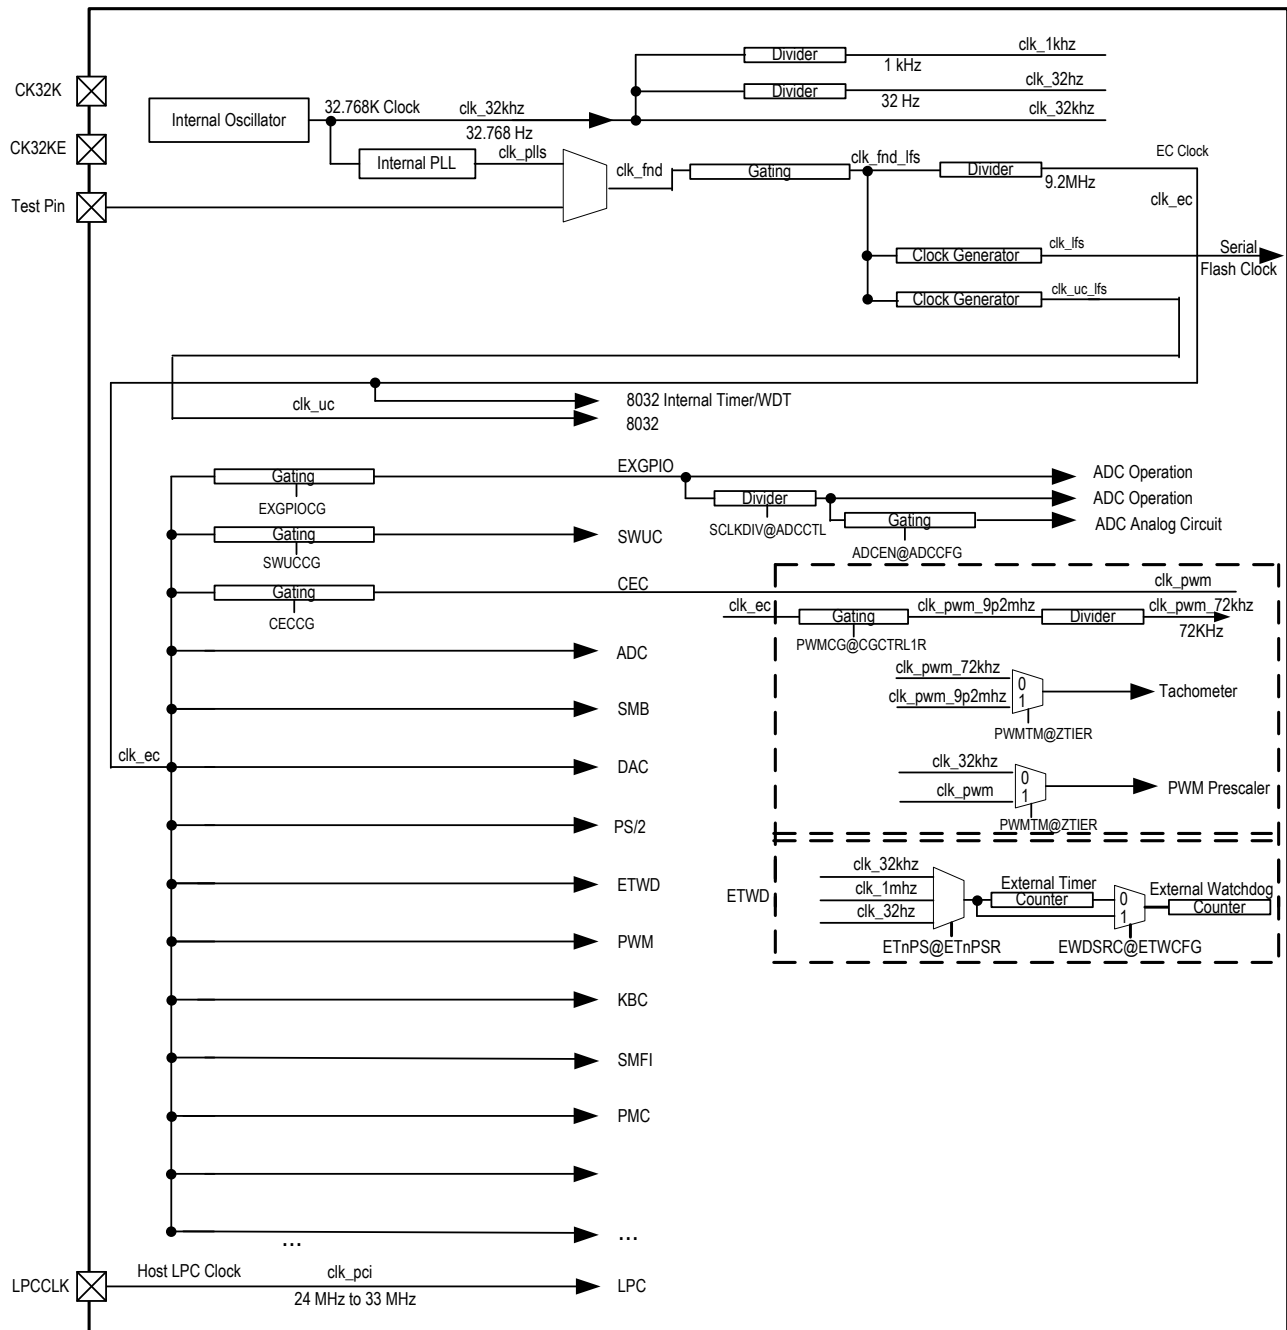 clk_1khz
Divider
1 kHz
CK32K
clk_32hz
Divider
32 Hz
32.768K Clock
clk_32khz
clk_32khz
Internal Oscillator
32.768 Hz
CK32KE
clk_plls
Internal PLL
clk_fnd
Gating
clk_fnd_lfs
Divider
9.2MHz
EC Clock
clk_ec
Test Pin
clk_lfs
Clock Generator
Serial
Flash Clock
clk_uc_lfs
Clock Generator
8032 Internal Timer/WDT
clk_uc
8032
Gating
EXGPIOCG
EXGPIO
ADC Operation
Divider
SCLKDIV@ADCCTL
ADC Operation
Gating
ADCEN@ADCCFG
ADC Analog Circuit
Gating
SWUCCG
SWUC
Gating
CECCG
CEC
clk_pwm
clk_ec
Gating
PWMCG@CGCTRL1R
clk_pwm_9p2mhz
Divider
clk_pwm_72khz
72KHz
ADC
clk_pwm_72khz
0
clk_pwm_9p2mhz
1
Tachometer
PWMTM@ZTIER
SMB
clk_ec
DAC
clk_32khz
0
clk_pwm
1
PWM Prescaler
PWMTM@ZTIER
PS/2
ETWD
ETWD
clk_32khz
clk_1mhz
clk_32hz
External Timer
Counter
0
1
External Watchdog
Counter
ETnPS@ETnPSR
EWDSRC@ETWCFG
PWM
KBC
SMFI
PMC
...
...
LPCCLK
Host LPC Clock
clk_pci
24 MHz to 33 MHz
LPC